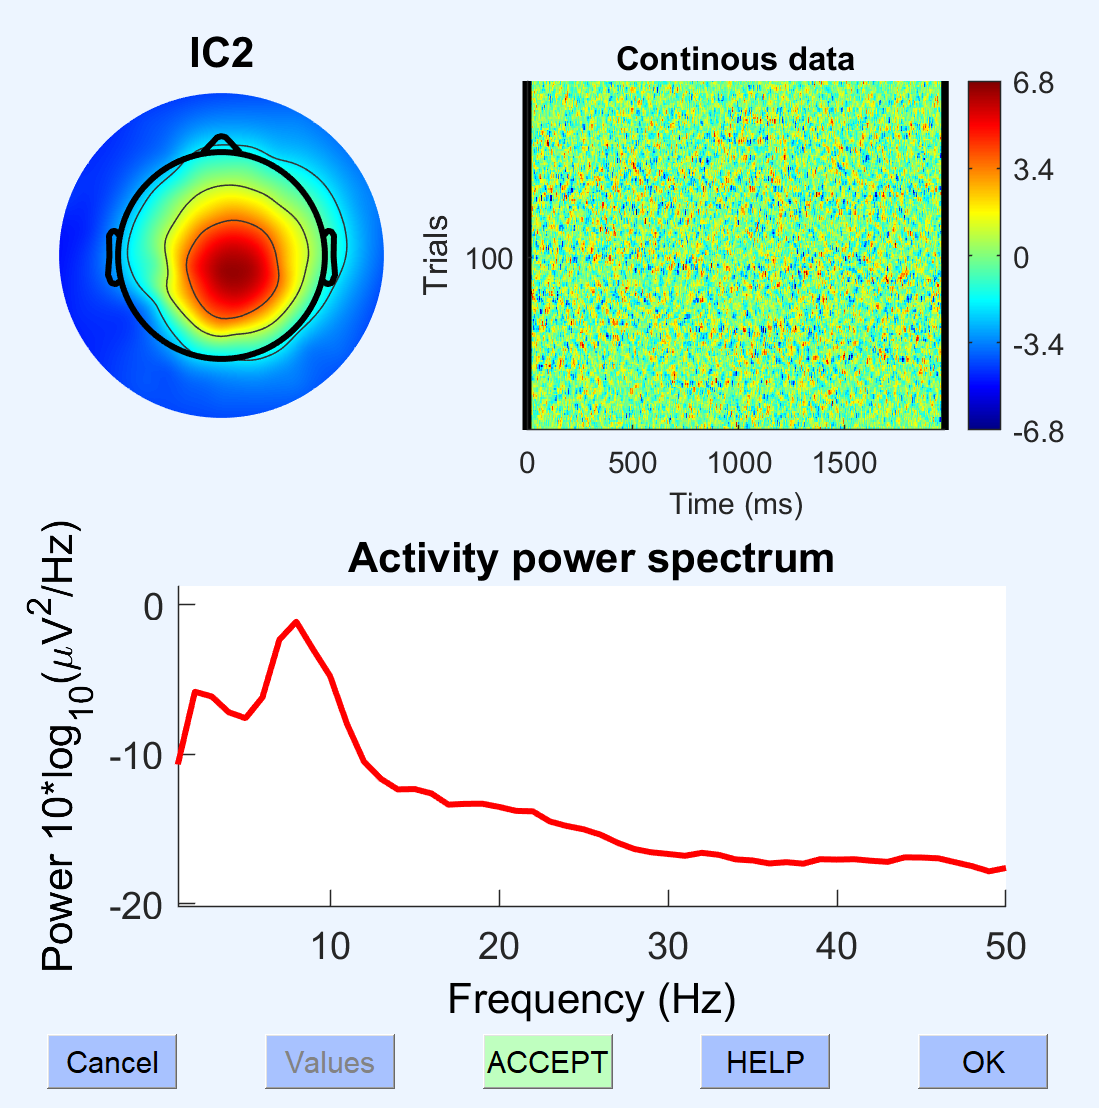 IC2
Continous data
Trials
100
0 500 1000 1500
Time (ms)
6.8
3.4
0
-3.4
-6.8
Activity power spectrum
Power 10*log10(μV2/Hz)
0
-10
-20
10 20 30 40 50
Frequency (Hz)
Cancel Values ACCEPT HELP OK